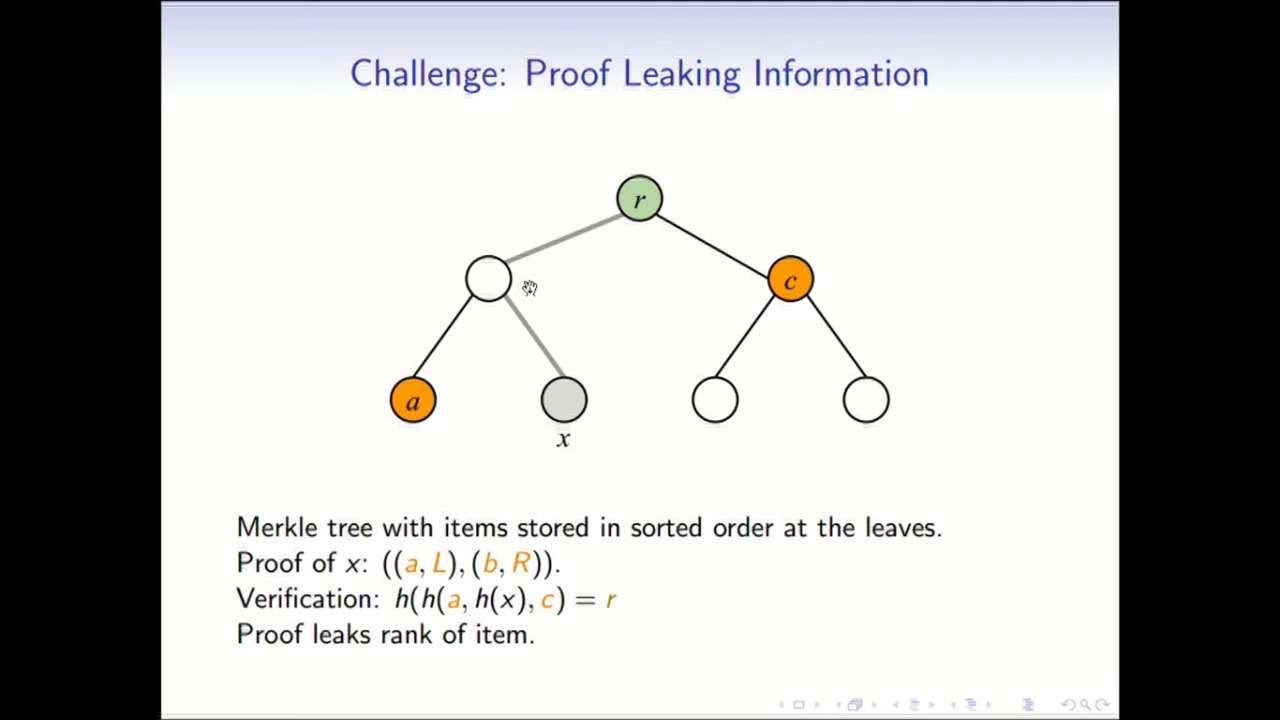 Challenge: Proof Leaking Information
r
c
a
x
Merkle tree with items stored in sorted order at the leaves.
Proof of x: ((a, L), (b, R)).
Verification: h(h(a, h(x), c) = r
Proof leaks rank of item.